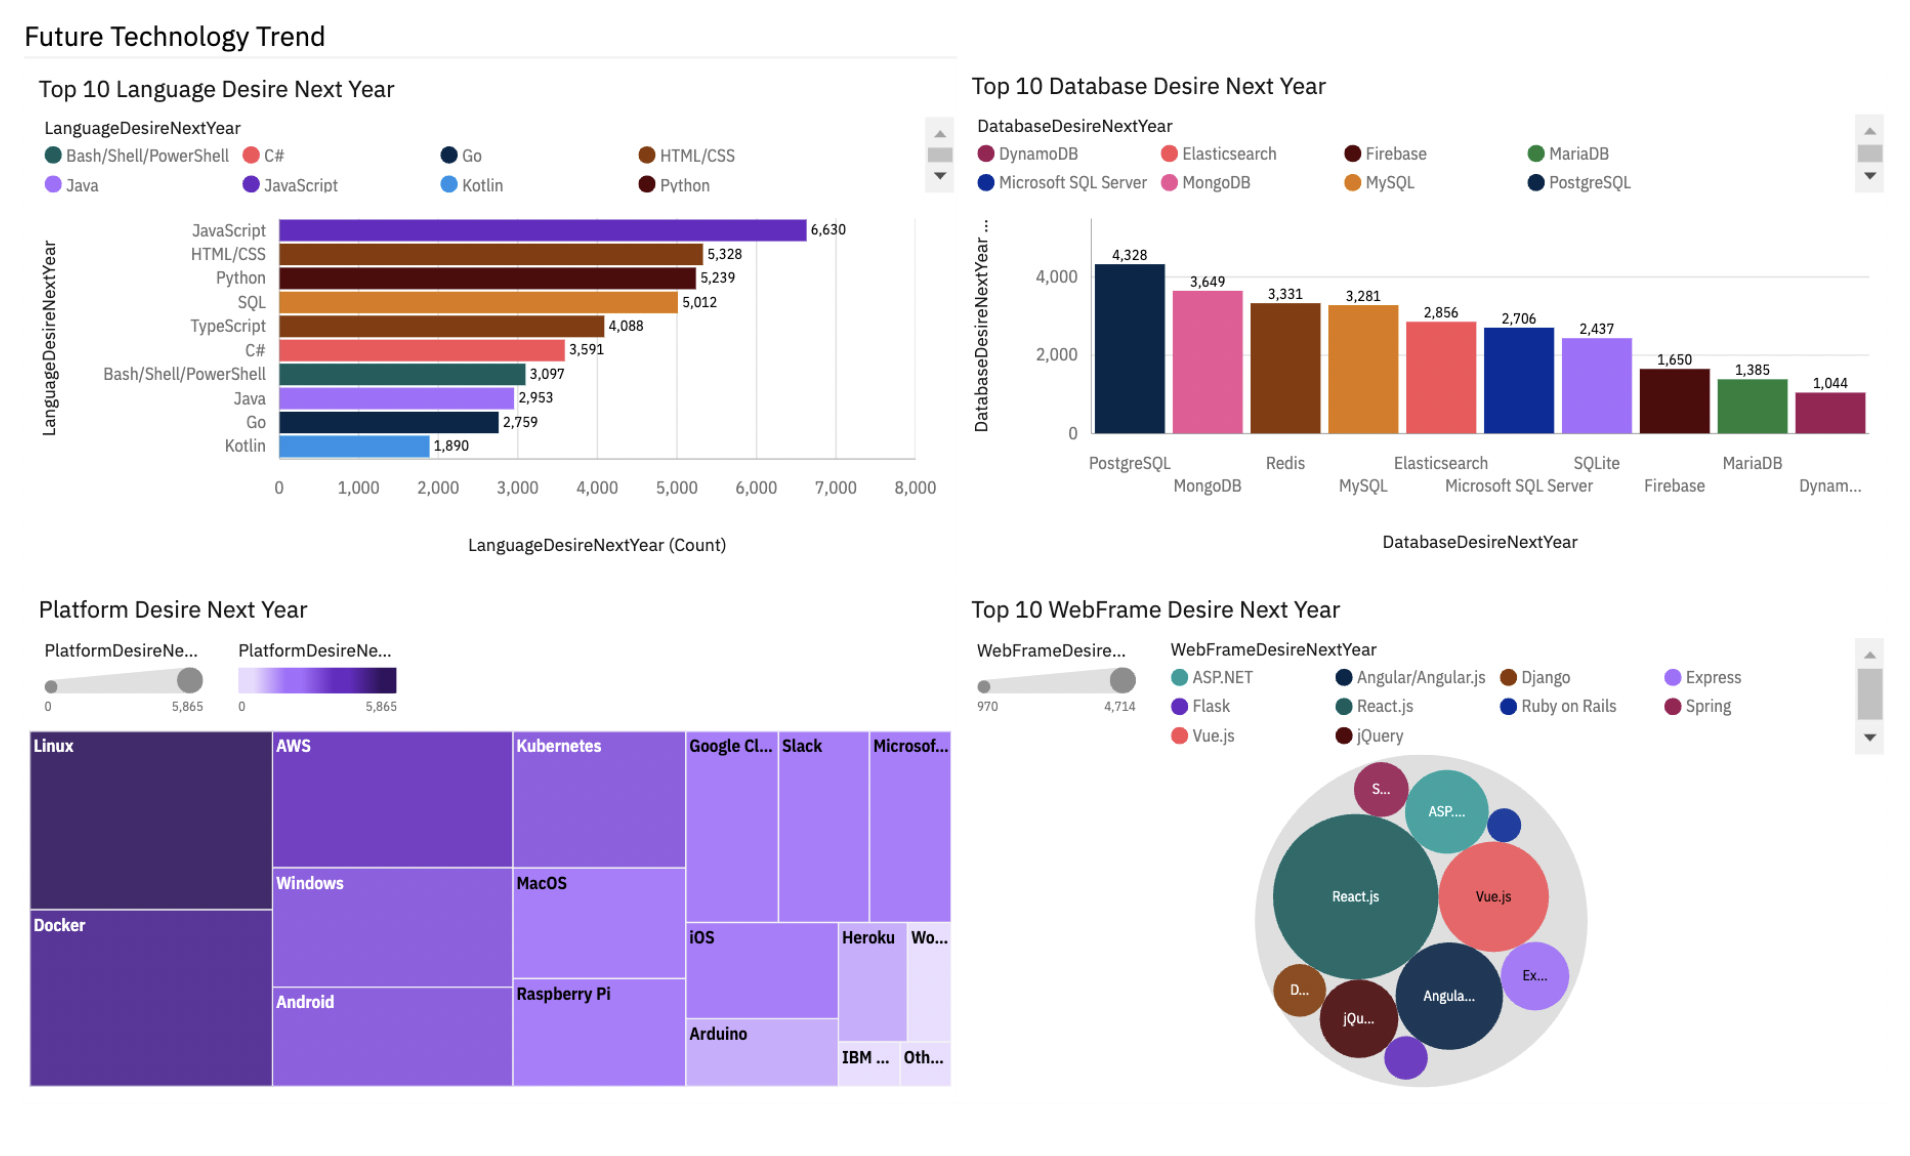 Future Technology Trend
Top 10 Language Desire Next Year
LanguageDesireNextYear
Bash/Shell/PowerShell C# Go HTML/CSS
Java JavaScript Kotlin Python
LanguageDesireNextYear
JavaScript 6,630
HTML/CSS 5,328
Python 5,239
SQL 5,012
TypeScript 4,088
C# 3,591
Bash/Shell/PowerShell 3,097
Java 2,953
Go 2,759
Kotlin 1,890
0 1,000 2,000 3,000 4,000 5,000 6,000 7,000 8,000
LanguageDesireNextYear (Count)
Top 10 Database Desire Next Year
DatabaseDesireNextYear
DynamoDB Elasticsearch Firebase MariaDB
Microsoft SQL Server MongoDB MySQL PostgreSQL
DatabaseDesireNextYear ...
4,000
2,000
0
4,328 3,649 3,331 3,281 2,856 2,706 2,437 1,650 1,385 1,044
PostgreSQL Redis Elasticsearch SQLite MariaDB
MongoDB MySQL Microsoft SQL Server Firebase Dynam...
DatabaseDesireNextYear
Platform Desire Next Year
PlatformDesireNe... PlatformDesireNe...
0 5,865 0 5,865
Linux AWS Kubernetes Google Cl... Slack Microsof...
Windows MacOS
Docker iOS Heroku Wo...
Android Raspberry Pi
Arduino IBM ... Oth...
Top 10 WebFrame Desire Next Year
WebFrameDesire... WebFrameDesireNextYear
970 4,714
ASP.NET Angular/Angular.js Django Express
Flask React.js Ruby on Rails Spring
Vue.js jQuery
S...
ASP....
React.js Vue.js
Ex...
D... Angula...
jQu...